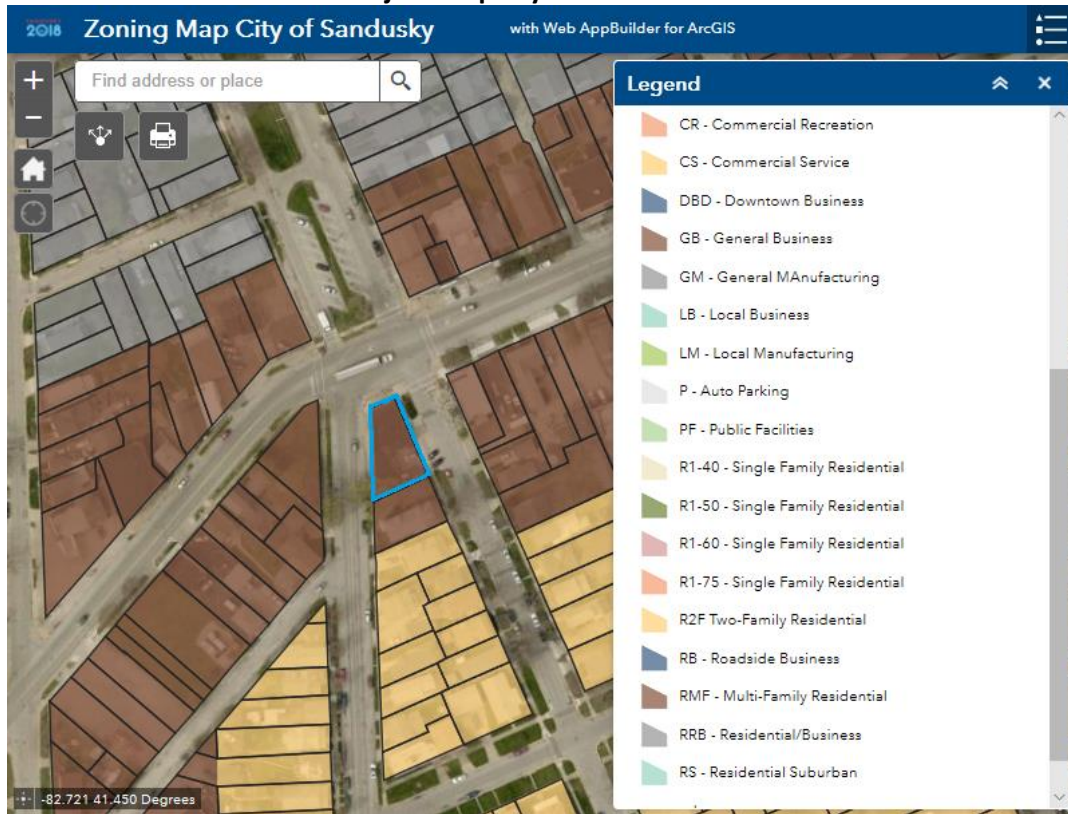 2018 Zoning Map City of Sandusky with Web AppBuilder for ArcGIS
+
Find address or place
−
Legend
CR - Commercial Recreation
CS - Commercial Service
DBD - Downtown Business
GB - General Business
GM - General MAnufacturing
LB - Local Business
LM - Local Manufacturing
P - Auto Parking
PF - Public Facilities
R1-40 - Single Family Residential
R1-50 - Single Family Residential
R1-60 - Single Family Residential
R1-75 - Single Family Residential
R2F Two-Family Residential
RB - Roadside Business
RMF - Multi-Family Residential
RRB - Residential/Business
RS - Residential Suburban
-82.721 41.450 Degrees